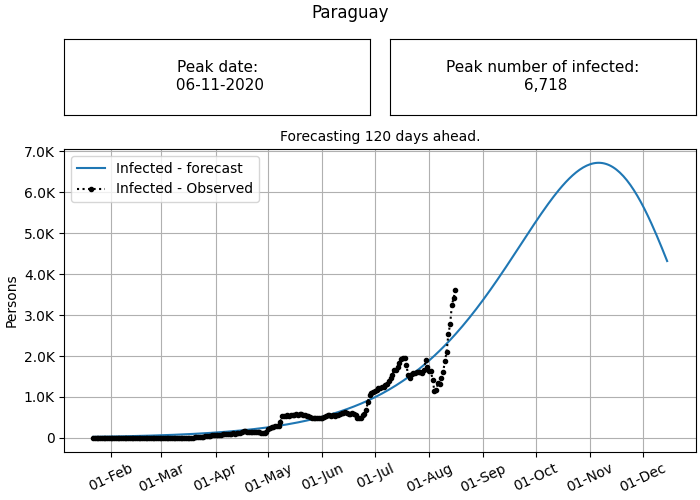 Paraguay
Peak date:
06-11-2020
Peak number of infected:
6,718
Forecasting 120 days ahead.
Infected - forecast
Infected - Observed
7.0K
6.0K
5.0K
4.0K
3.0K
2.0K
1.0K
0
Persons
01-Feb
01-Mar
01-Apr
01-May
01-Jun
01-Jul
01-Aug
01-Sep
01-Oct
01-Nov
01-Dec